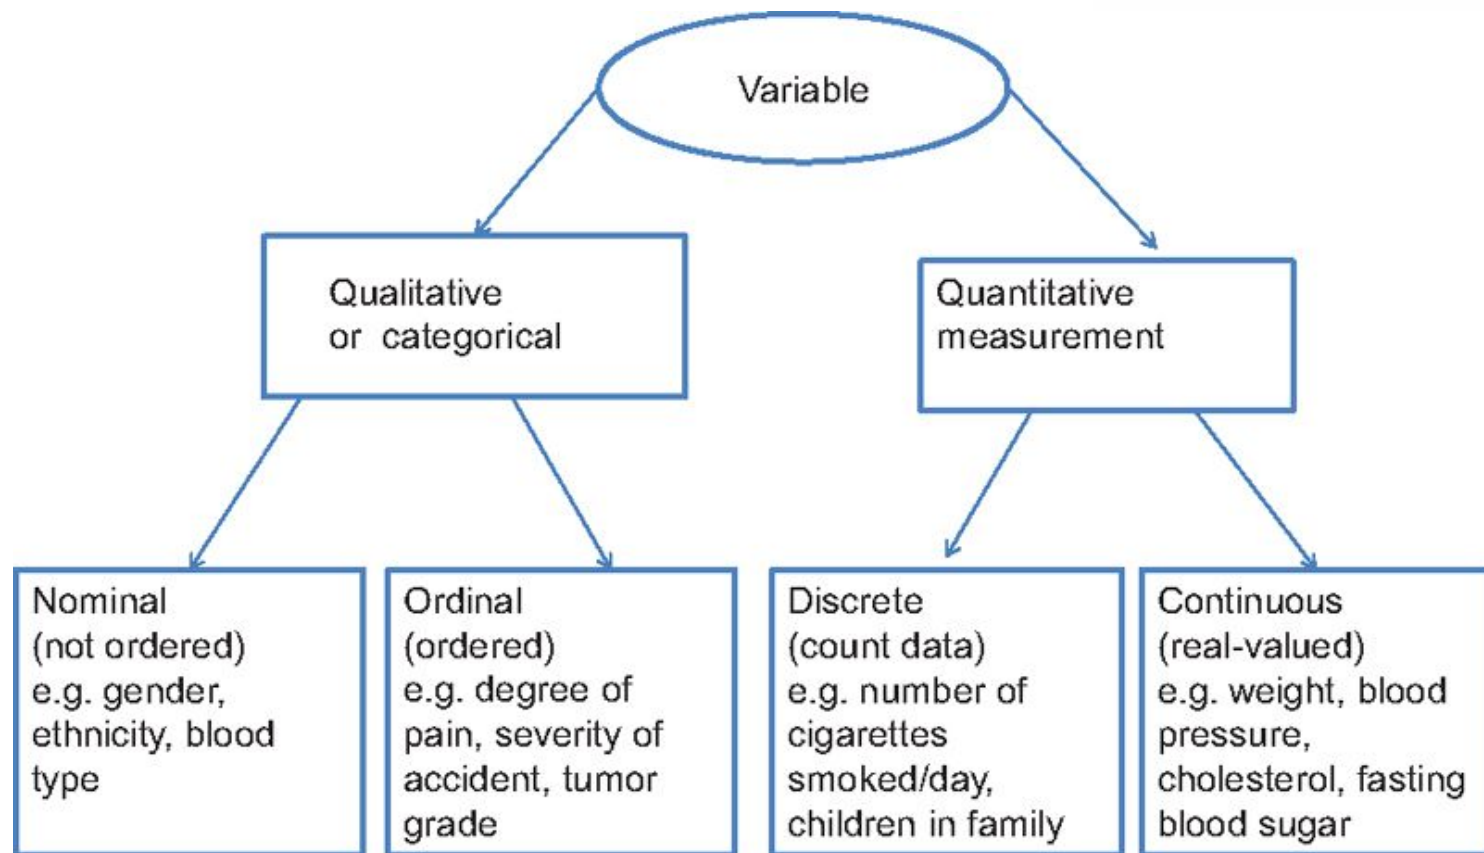 Variable
Qualitative
or categorical
Quantitative
measurement
Nominal
(not ordered)
e.g. gender,
ethnicity, blood
type
Ordinal
(ordered)
e.g. degree of
pain, severity of
accident, tumor
grade
Discrete
(count data)
e.g. number of
cigarettes
smoked/day,
children in family
Continuous
(real-valued)
e.g. weight, blood
pressure,
cholesterol, fasting
blood sugar